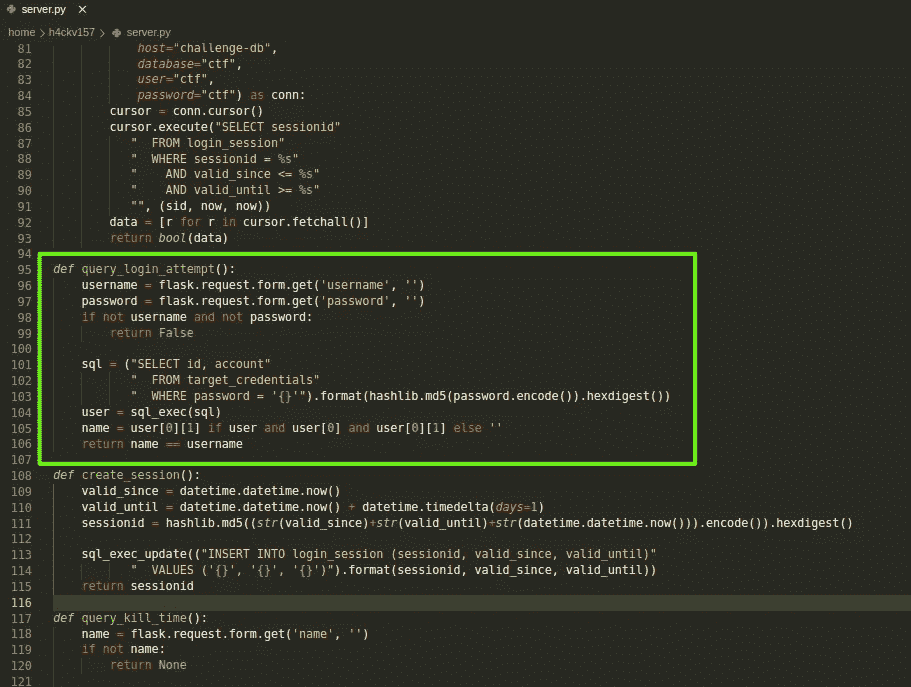 server.py ×
home > h4ckv157 > server.py
81 host="challenge-db",
82 database="ctf",
83 user="ctf",
84 password="ctf") as conn:
85 cursor = conn.cursor()
86 cursor.execute("SELECT sessionid"
87 "  FROM login_session"
88 "  WHERE sessionid = %s"
89 "    AND valid_since <= %s"
90 "    AND valid_until >= %s"
91 "", (sid, now, now))
92 data = [r for r in cursor.fetchall()]
93 return bool(data)
94
95 def query_login_attempt():
96 username = flask.request.form.get('username', '')
97 password = flask.request.form.get('password', '')
98 if not username and not password:
99 return False
100
101 sql = ("SELECT id, account"
102 "  FROM target_credentials"
103 "  WHERE password = '{}'").format(hashlib.md5(password.encode()).hexdigest())
104 user = sql_exec(sql)
105 name = user[0][1] if user and user[0] and user[0][1] else ''
106 return name == username
107
108 def create_session():
109 valid_since = datetime.datetime.now()
110 valid_until = datetime.datetime.now() + datetime.timedelta(days=1)
111 sessionid = hashlib.md5((str(valid_since)+str(valid_until)+str(datetime.datetime.now())).encode()).hexdigest()
112
113 sql_exec_update(("INSERT INTO login_session (sessionid, valid_since, valid_until)"
114 "  VALUES ('{}', '{}', '{}')").format(sessionid, valid_since, valid_until))
115 return sessionid
116
117 def query_kill_time():
118 name = flask.request.form.get('name', '')
119 if not name:
120 return None
121